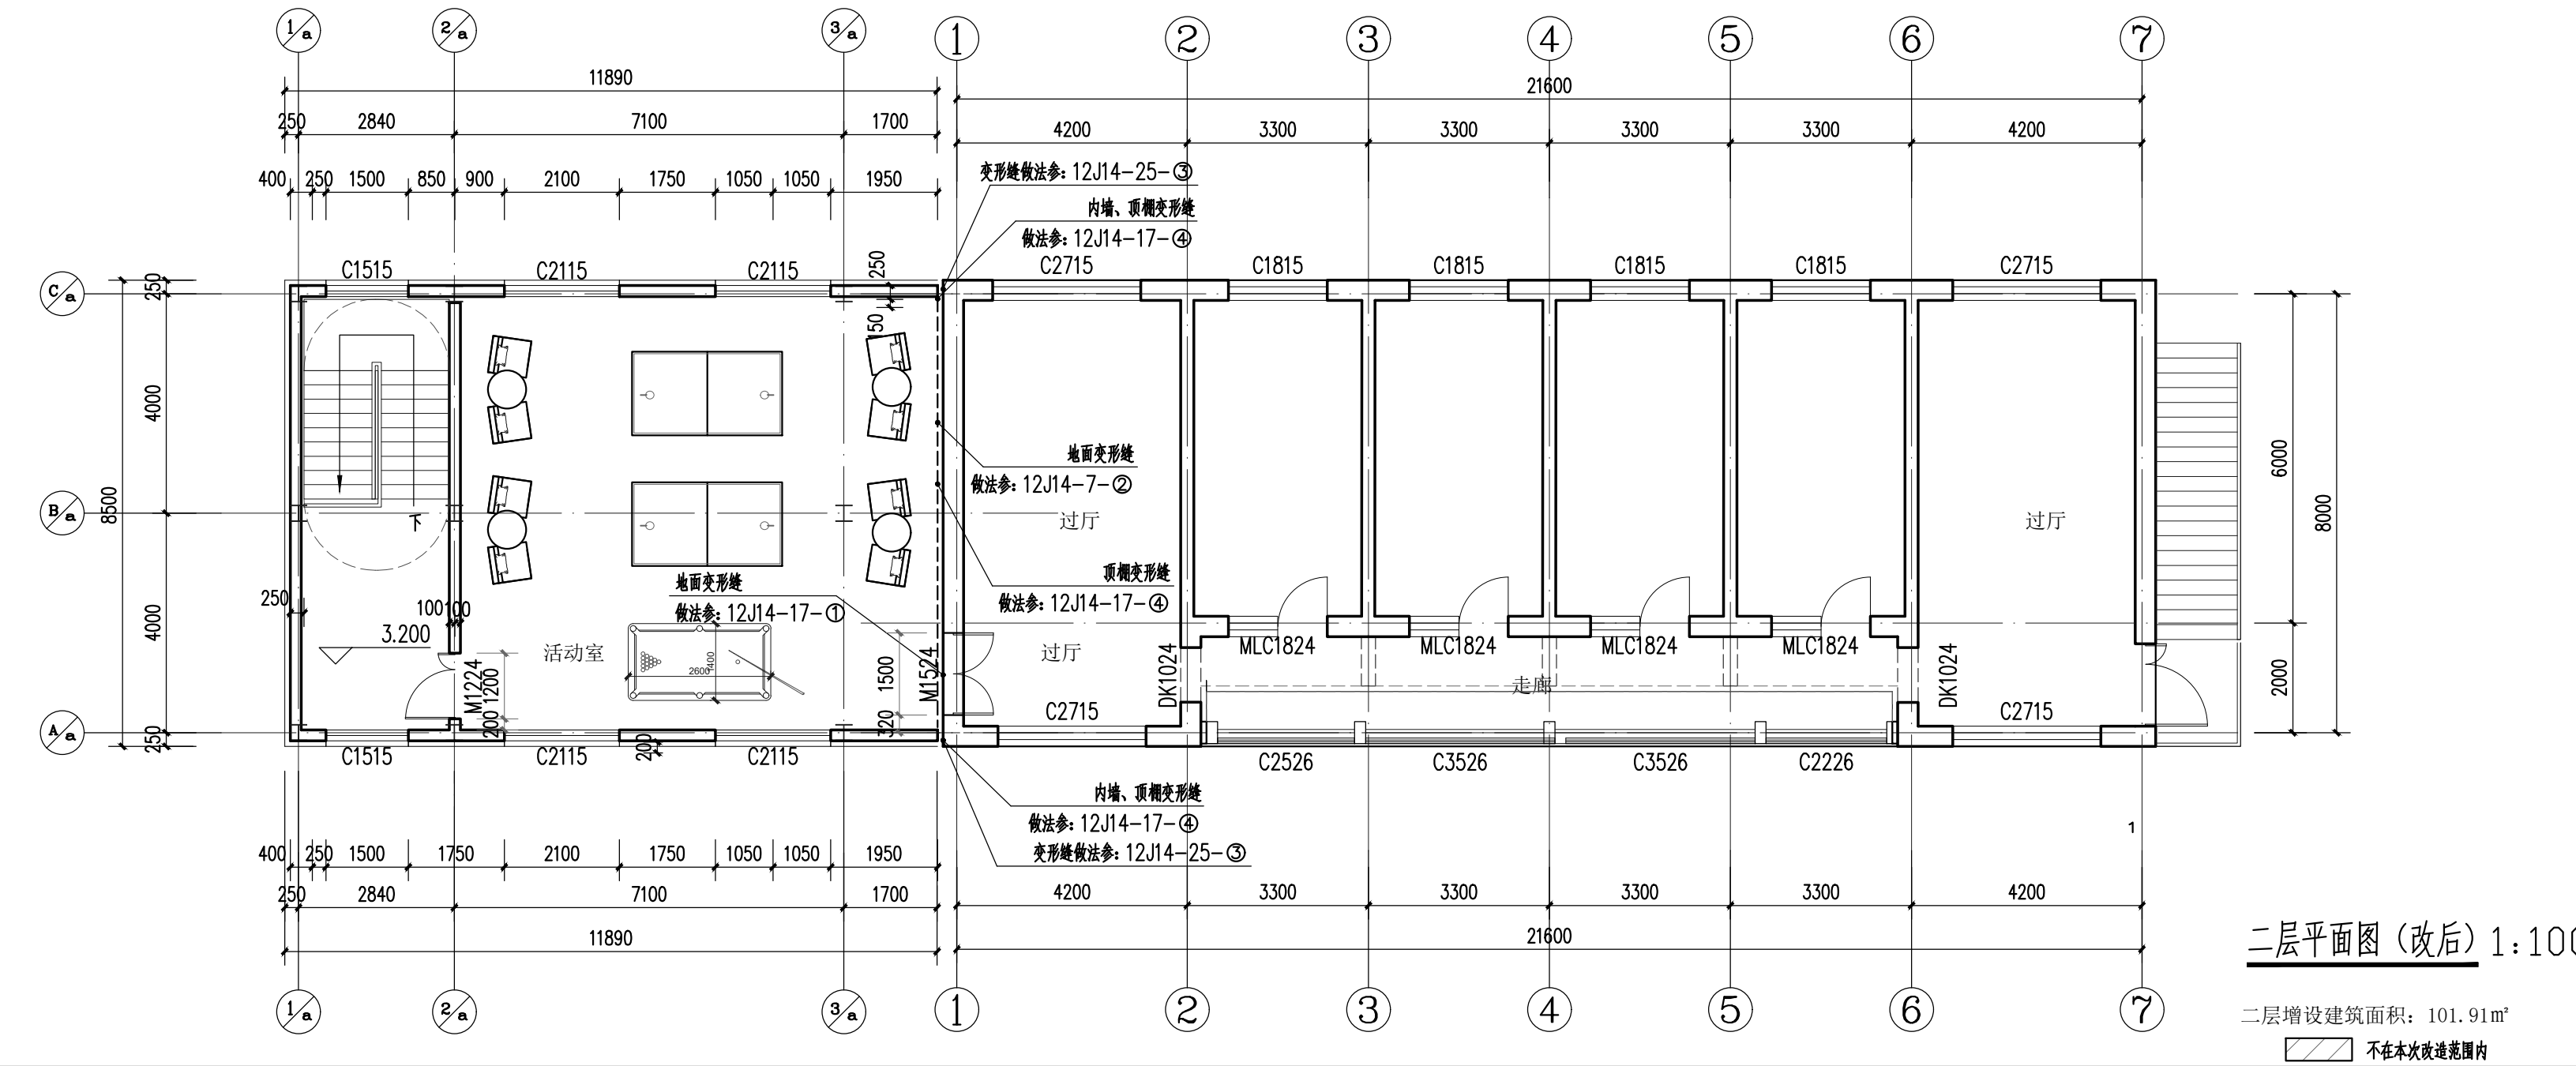 1/a 2/a 3/a 1 2 3 4 5 6 7
11890
21600
250 2840 7100 1700
4200 3300 3300 3300 3300 4200
400 250 1500 850 900 2100 1750 1050 1050 1950
变形缝做法参: 12J14-25-③
内墙、顶棚变形缝
做法参: 12J14-17-④
C1515 C2115 C2115 250 C2715 C1815 C1815 C1815 C1815 C2715
C/a 250
150
4000
8500
地面变形缝
做法参: 12J14-7-②
6000
8000
B/a
下
过厅
过厅
顶棚变形缝
做法参: 12J14-17-④
地面变形缝
做法参: 12J14-17-①
250 100 100
4000
3.200
活动室
2600
1400
M1224
1200
200
1500
320
M1524
过厅
DK1024
MLC1824 MLC1824 MLC1824 MLC1824
走廊
DK1024
2000
C2715 C2715
A/a 250
C1515 C2115 200 C2115 C2526 C3526 C3526 C2226
内墙、顶棚变形缝
做法参: 12J14-17-④
变形缝做法参: 12J14-25-③
1
400 250 1500 1750 2100 1750 1050 1050 1950
250 2840 7100 1700
4200 3300 3300 3300 3300 4200
11890
21600
1/a 2/a 3/a 1 2 3 4 5 6 7
二层平面图（改后）1:100
二层增设建筑面积: 101.91㎡
不在本次改造范围内